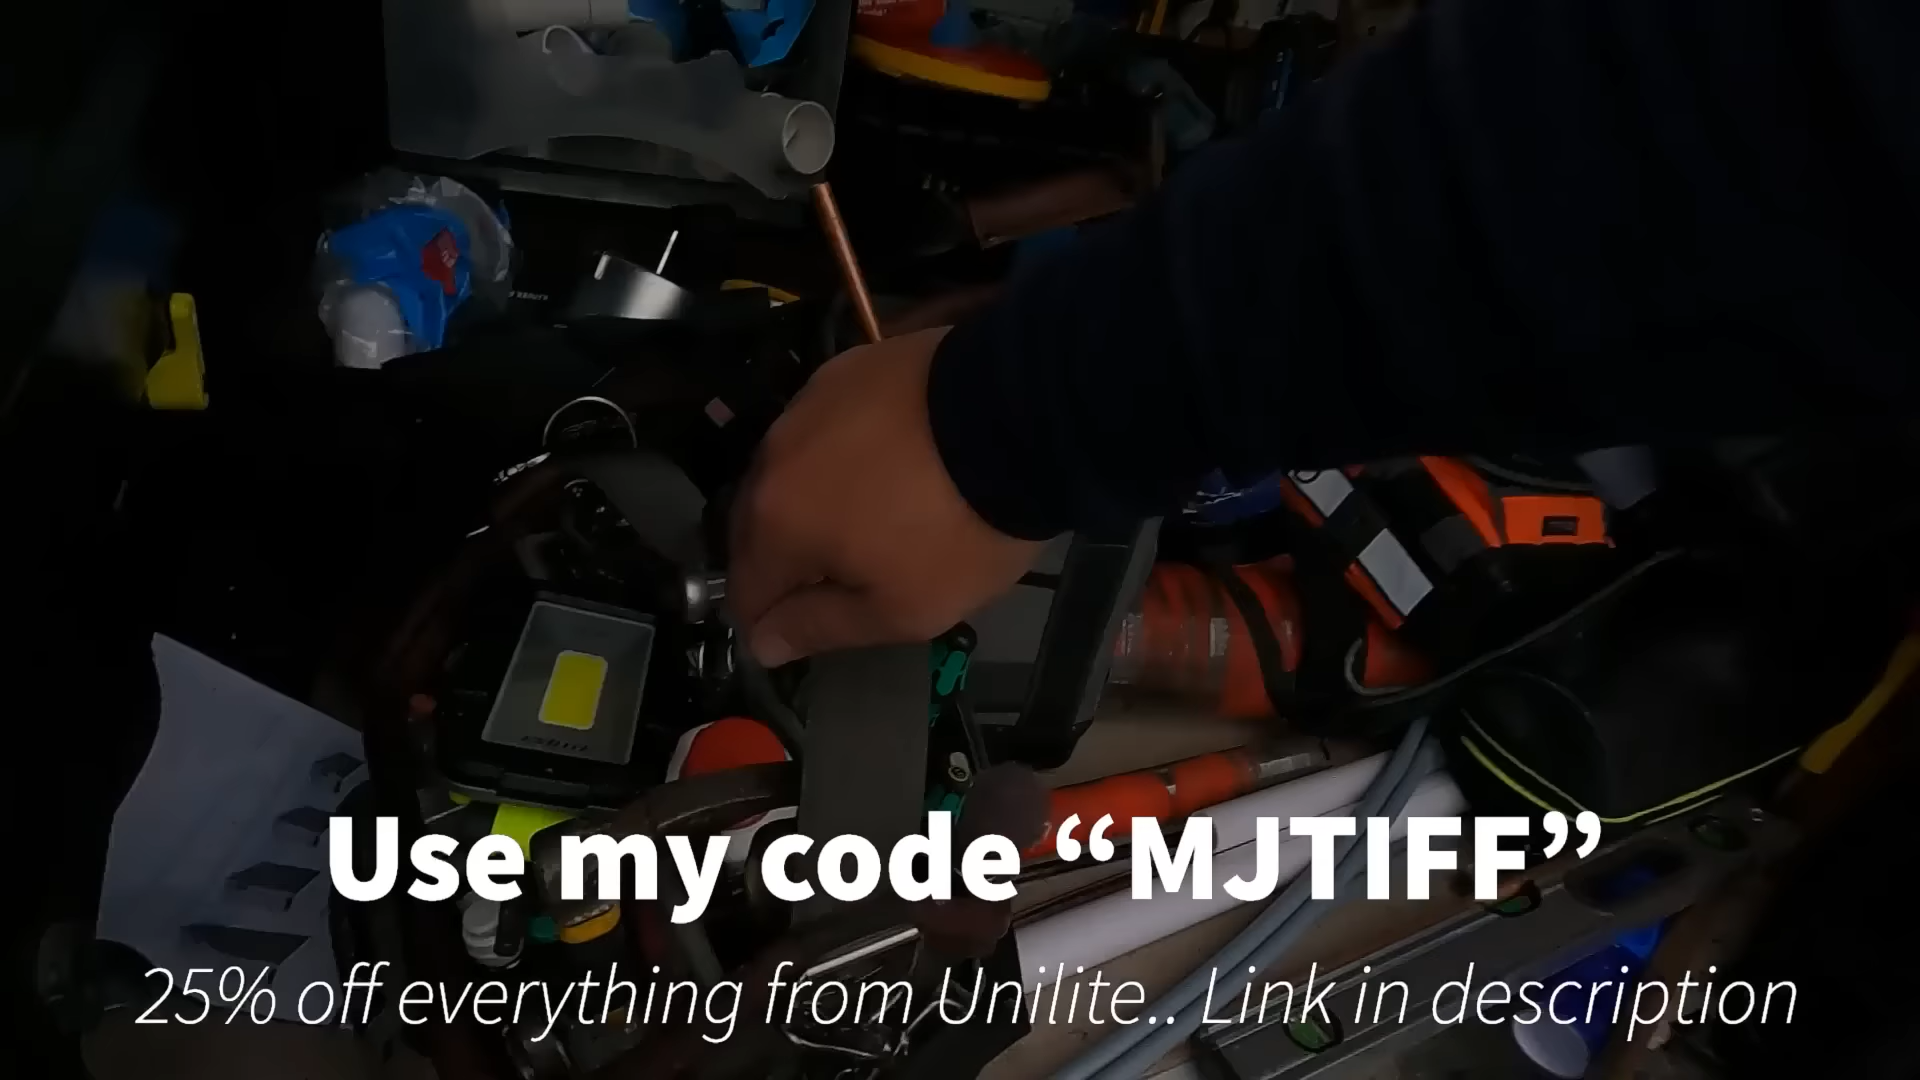 Use my code “MJTIFF”
25% off everything from Unilite.. Link in description